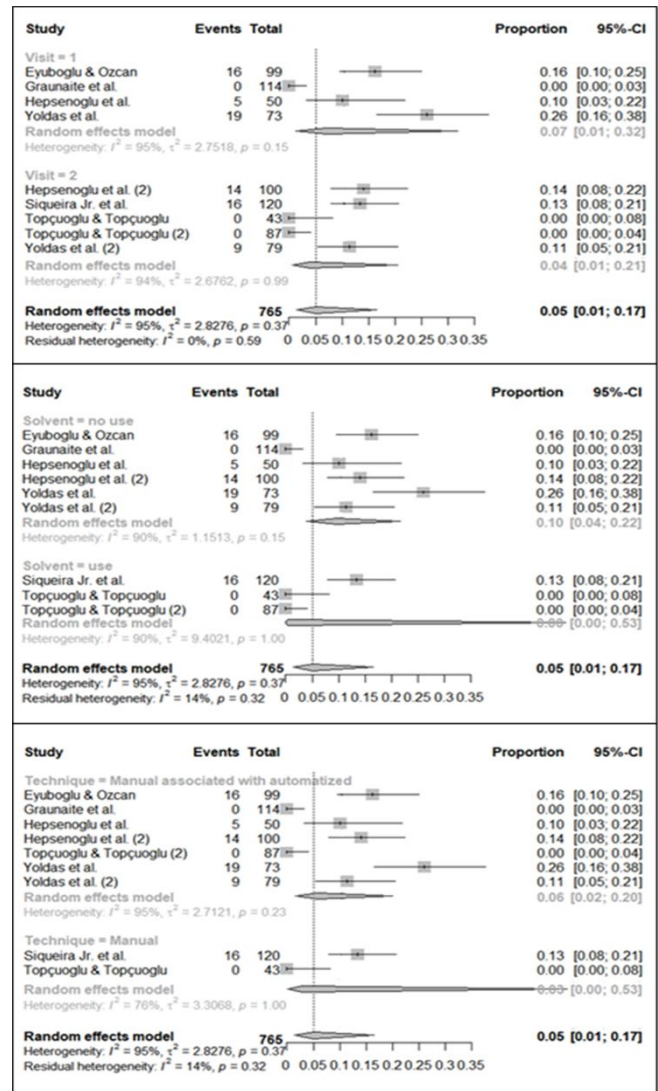 Study Events Total Proportion 95%-CI
Visit = 1
Eyuboglu & Ozcan 16 99 0.16 [0.10; 0.25]
Graunaite et al. 0 114 0.00 [0.00; 0.03]
Hepsenoglu et al. 5 50 0.10 [0.03; 0.22]
Yoldas et al. 19 73 0.26 [0.16; 0.38]
Random effects model 0.07 [0.01; 0.32]
Heterogeneity: I² = 95%, τ² = 2.7518, p = 0.15
Visit = 2
Hepsenoglu et al. (2) 14 100 0.14 [0.08; 0.22]
Siqueira et al. 16 120 0.13 [0.08; 0.21]
Topçuoglu & Topçuoglu 0 43 0.00 [0.00; 0.08]
Topçuoglu & Topçuoglu (2) 0 87 0.00 [0.00; 0.04]
Yoldas et al. (2) 9 79 0.11 [0.05; 0.21]
Random effects model 0.04 [0.01; 0.21]
Heterogeneity: I² = 94%, τ² = 2.6762, p = 0.99
Random effects model 765 0.05 [0.01; 0.17]
Heterogeneity: I² = 95%, τ² = 2.8276, p = 0.37
Residual heterogeneity: I² = 0%, p = 0.59 0 0.05 0.1 0.15 0.2 0.25 0.3 0.35
Study Events Total Proportion 95%-CI
Solvent = no use
Eyuboglu & Ozcan 16 99 0.16 [0.10; 0.25]
Graunaite et al. 0 114 0.00 [0.00; 0.03]
Hepsenoglu et al. 5 50 0.10 [0.03; 0.22]
Hepsenoglu et al. (2) 14 100 0.14 [0.08; 0.22]
Yoldas et al. 19 73 0.26 [0.16; 0.38]
Yoldas et al. (2) 9 79 0.11 [0.05; 0.21]
Random effects model 0.10 [0.04; 0.22]
Heterogeneity: I² = 90%, τ² = 1.1513, p = 0.15
Solvent = use
Siqueira Jr. et al. 16 120 0.13 [0.08; 0.21]
Topçuoglu & Topçuoglu 0 43 0.00 [0.00; 0.08]
Topçuoglu & Topçuoglu (2) 0 87 0.00 [0.00; 0.04]
Random effects model [0.00; 0.53]
Heterogeneity: I² = 90%, τ² = 9.4021, p = 1.00
Random effects model 765 0.05 [0.01; 0.17]
Heterogeneity: I² = 95%, τ² = 2.8276, p = 0.37
Residual heterogeneity: I² = 14%, p = 0.32 0 0.05 0.1 0.15 0.2 0.25 0.3 0.35
Study Events Total Proportion 95%-CI
Technique = Manual associated with automatized
Eyuboglu & Ozcan 16 99 0.16 [0.10; 0.25]
Graunaite et al. 0 114 0.00 [0.00; 0.03]
Hepsenoglu et al. 5 50 0.10 [0.03; 0.22]
Hepsenoglu et al. (2) 14 100 0.14 [0.08; 0.22]
Topçuoglu & Topçuoglu (2) 0 87 0.00 [0.00; 0.04]
Yoldas et al. 19 73 0.26 [0.16; 0.38]
Yoldas et al. (2) 9 79 0.11 [0.05; 0.21]
Random effects model 0.06 [0.02; 0.20]
Heterogeneity: I² = 95%, τ² = 2.7121, p = 0.23
Technique = Manual
Siqueira Jr. et al. 16 120 0.13 [0.08; 0.21]
Topçuoglu & Topçuoglu 0 43 0.00 [0.00; 0.08]
Random effects model [0.00; 0.53]
Heterogeneity: I² = 76%, τ² = 3.3068, p = 1.00
Random effects model 765 0.05 [0.01; 0.17]
Heterogeneity: I² = 95%, τ² = 2.8276, p = 0.37
Residual heterogeneity: I² = 14%, p = 0.32 0 0.05 0.1 0.15 0.2 0.25 0.3 0.35